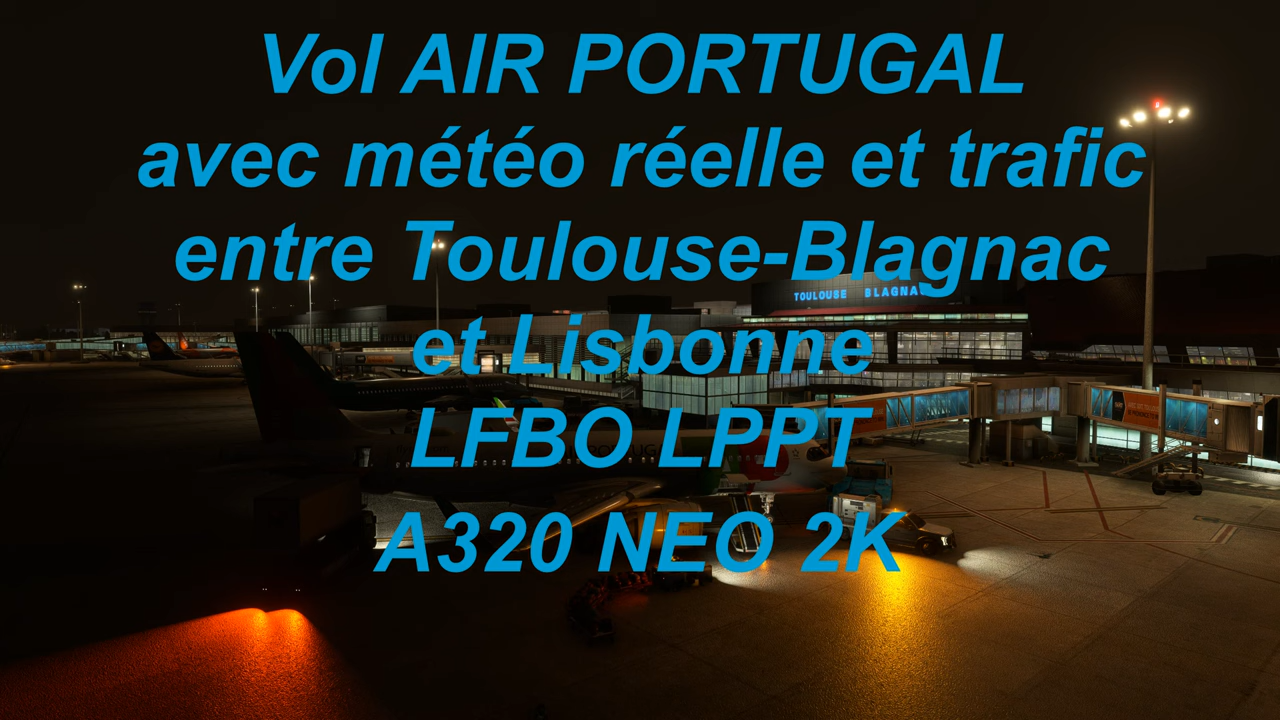 Vol AIR PORTUGAL
avec météo réelle et trafic
entre Toulouse-Blagnac
TOULOUSE BLAGNA
et Lisbonne
LFBO LPPT
A320 NEO 2K